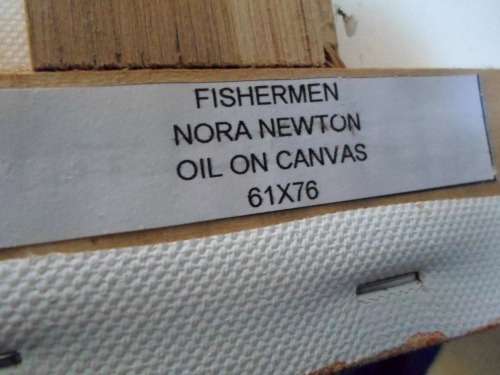 FISHERMEN
NORA NEWTON
OIL ON CANVAS
61X76